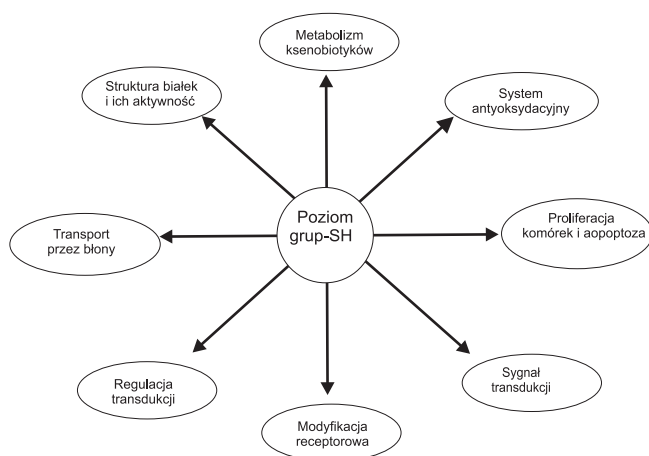 Metabolizm
ksenobiotyków
Struktura białek
i ich aktywność
System
antyoksydacyjny
Poziom
grup-SH
Transport
przez błony
Proliferacja
komórek i aopoptoza
Regulacja
transdukcji
Sygnał
transdukcji
Modyfikacja
receptorowa